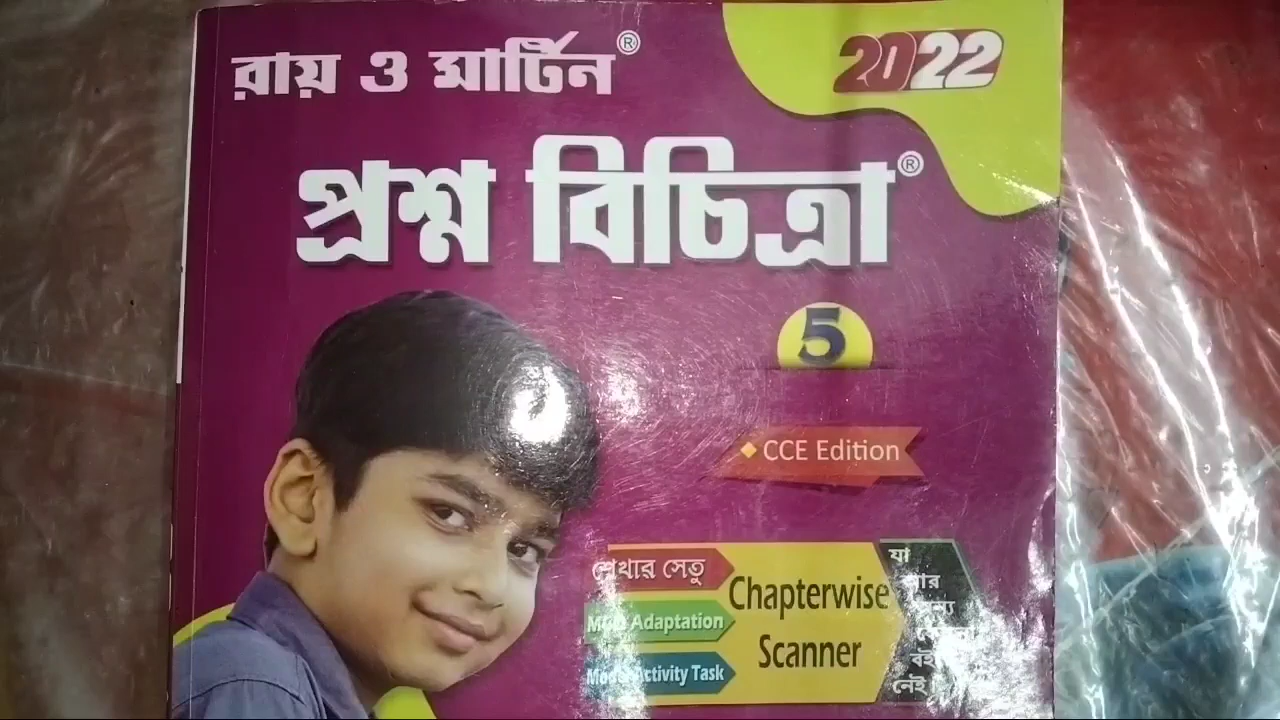 রায় ও মার্টিন®
2022
প্রশ্ন বিচিত্রা®
5
CCE Edition
শেখার সেতু
Adaptation
Activity Task
Chapterwise
Scanner
যা
নেই